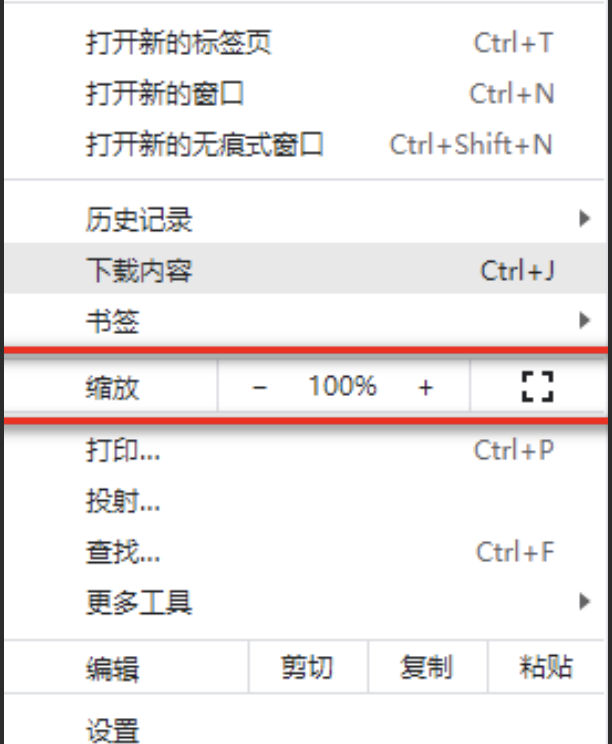 打开新的标签页 Ctrl+T
打开新的窗口 Ctrl+N
打开新的无痕式窗口 Ctrl+Shift+N
历史记录
下载内容 Ctrl+J
书签
缩放 - 100% +
打印... Ctrl+P
投射...
查找... Ctrl+F
更多工具
编辑 剪切 复制 粘贴
设置